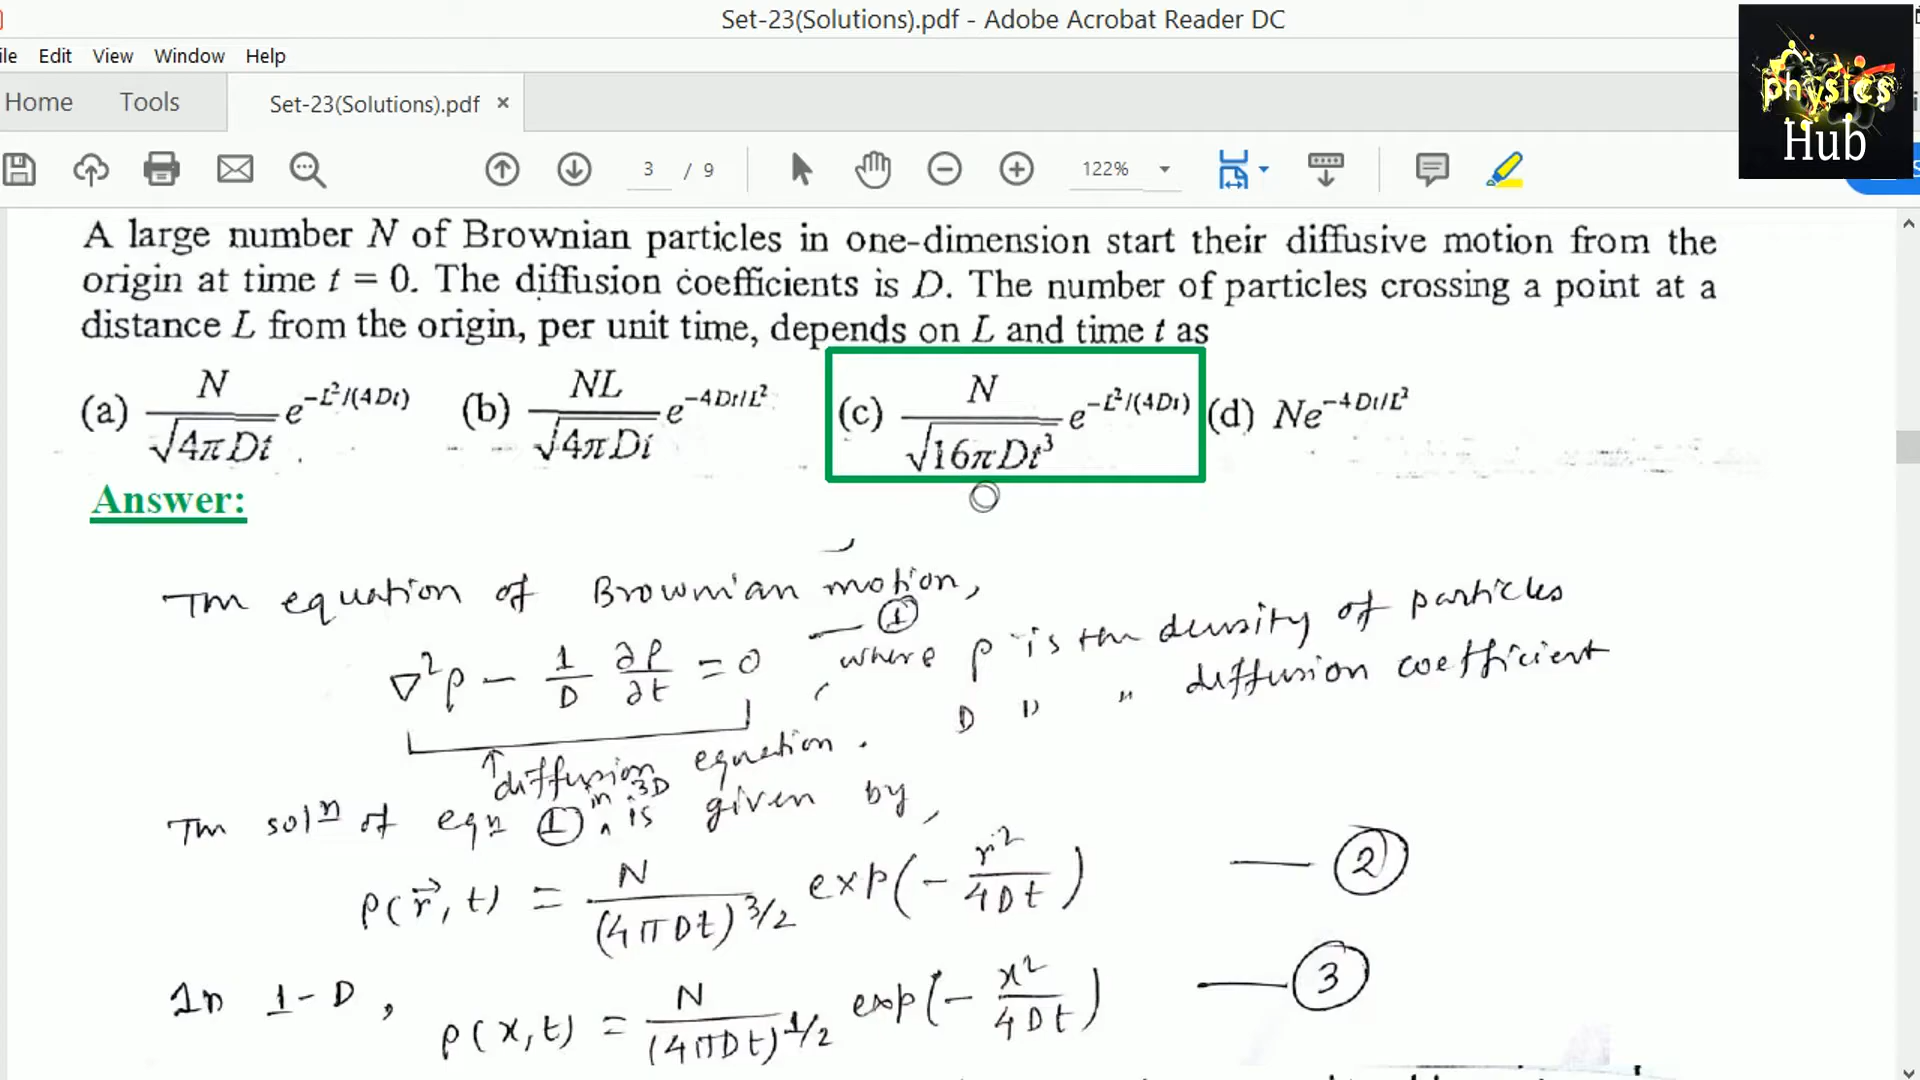 Set-23(Solutions).pdf - Adobe Acrobat Reader DC
ile Edit View Window Help
Home Tools Set-23(Solutions).pdf ×
3 / 9 122%
physics
Hub
A large number N of Brownian particles in one-dimension start their diffusive motion from the
origin at time t = 0. The diffusion coefficients is D. The number of particles crossing a point at a
distance L from the origin, per unit time, depends on L and time t as
(a) N/√4πDt e^{-L²/(4Dt)} (b) NL/√4πDt e^{-4Dt/L²} (c) N/√16πDt³ e^{-L²/(4Dt)} (d) Ne^{-4Dt/L²}
Answer:
The equation of Brownian motion,
∇²ρ − 1/D ∂ρ/∂t = 0 — ①
, where ρ is the density of particles
D " " diffusion coefficient
↑ diffusion equation.
The solⁿ of eqn ① in 3D is given by,
ρ(r⃗, t) = N/(4πDt)^{3/2} exp(− r²/4Dt) — ②
In 1-D, ρ(x, t) = N/(4πDt)^{1/2} exp(− x²/4Dt) — ③